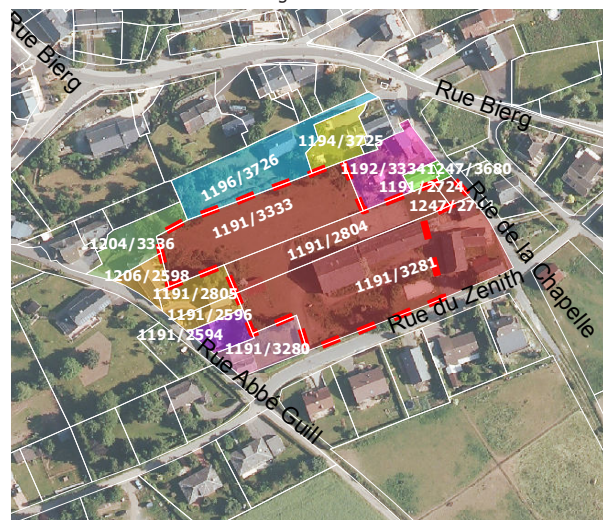 Rue Bierg
Rue Bierg
1194/3725
1192/3334
1247/3680
1196/3726
1191/2724
1191/3333
1191/2804
1204/3336
1206/2598
1191/3281
1191/2805
1191/2596
1191/2594
1191/3280
Rue de la Chapelle
Rue du Zenith
Rue Abbé Guill